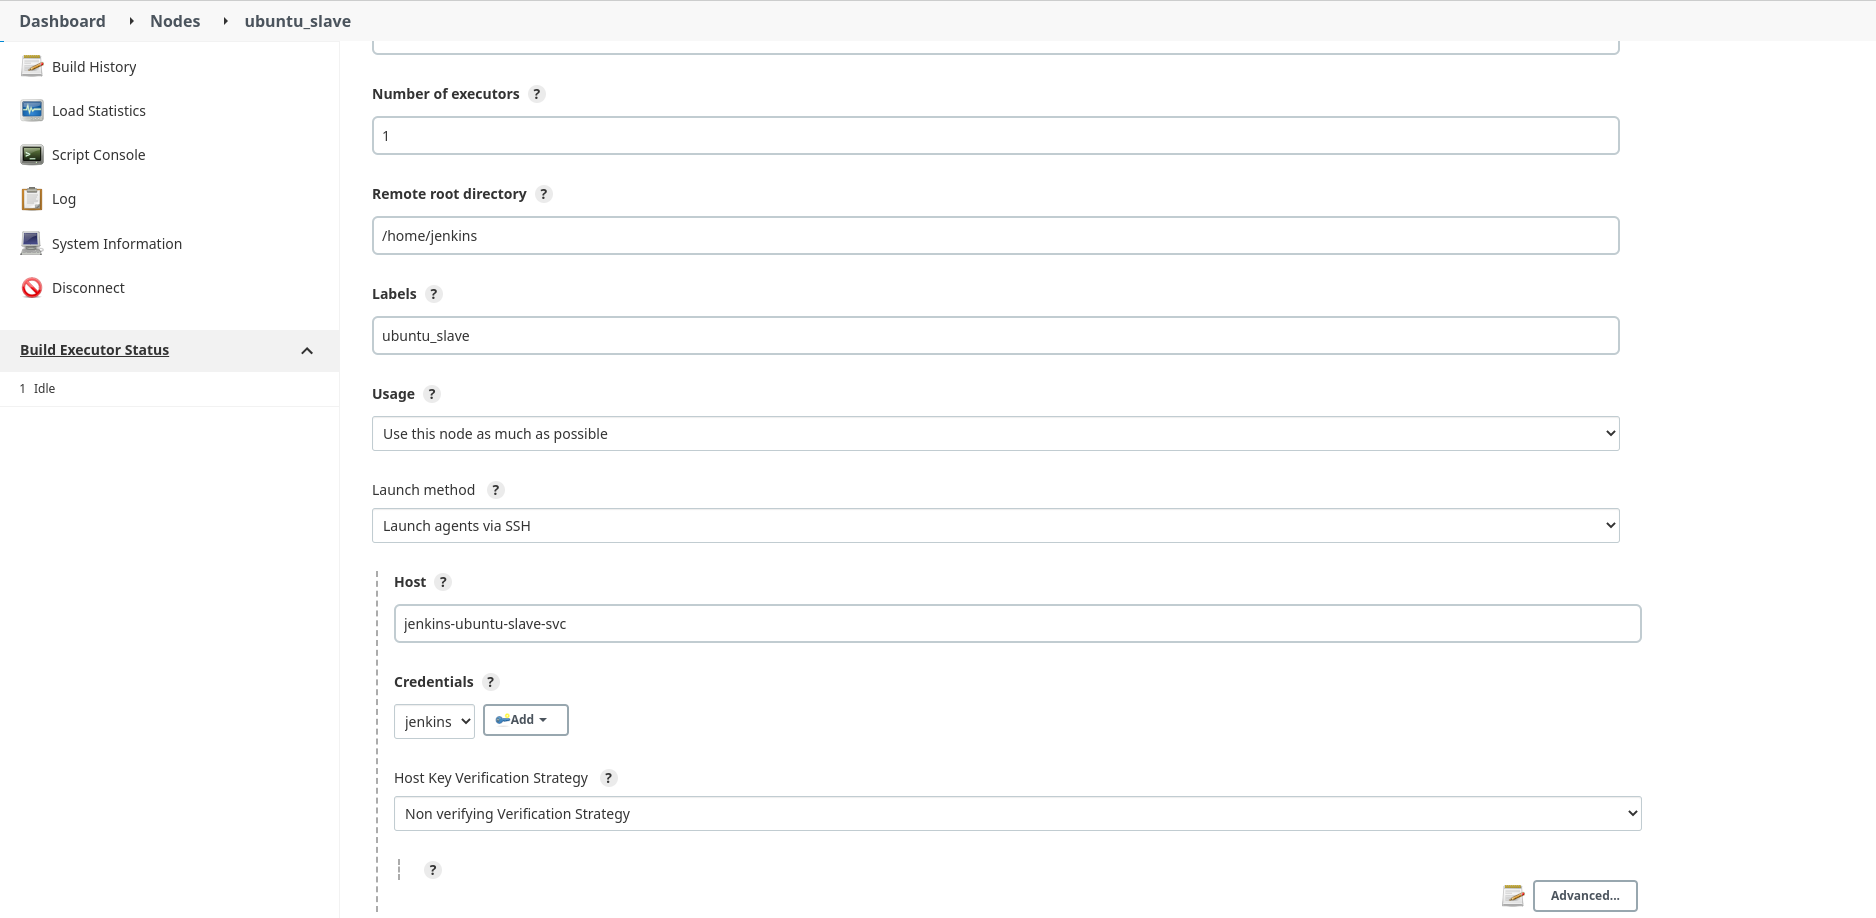 Dashboard
Nodes
ubuntu_slave
Build History
Load Statistics
Script Console
Log
System Information
Disconnect
Build Executor Status
1 Idle
Number of executors ?
1
Remote root directory ?
/home/jenkins
Labels ?
ubuntu_slave
Usage ?
Use this node as much as possible
Launch method ?
Launch agents via SSH
Host ?
jenkins-ubuntu-slave-svc
Credentials ?
jenkins
Add
Host Key Verification Strategy ?
Non verifying Verification Strategy
?
Advanced...